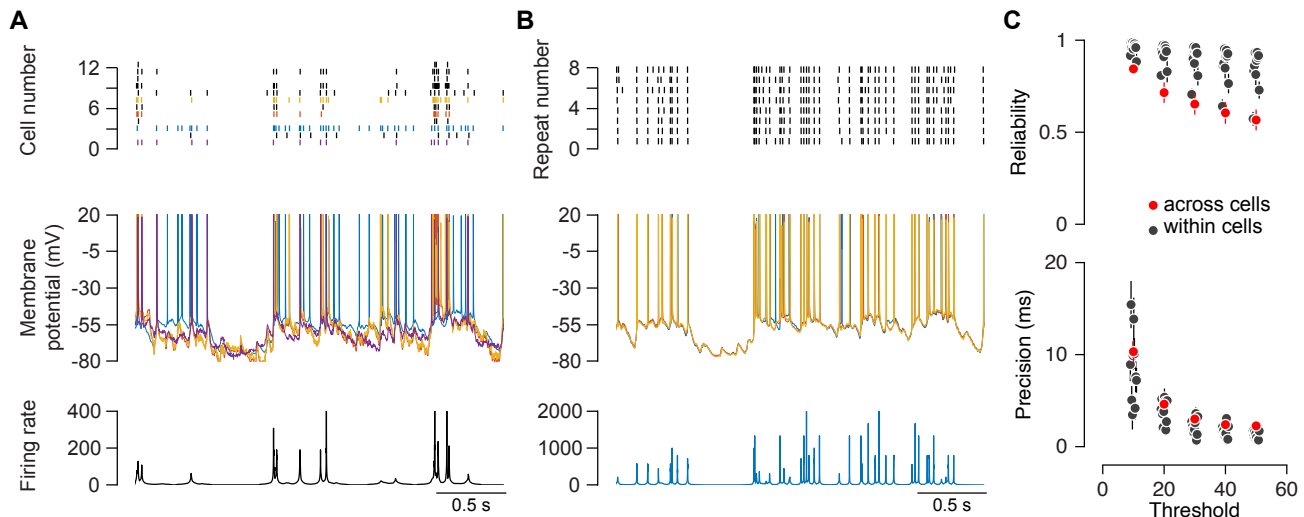 A
Cell number
12
6
0
Membrane
potential (mV)
20
-5
-30
-55
-80
Firing rate
400
200
0
0.5 s
B
Repeat number
8
4
0
20
-5
-30
-55
-80
2000
1000
0
0.5 s
C
Reliability
1
0.5
0
across cells
within cells
Precision (ms)
20
10
0
0
20
40
60
Threshold